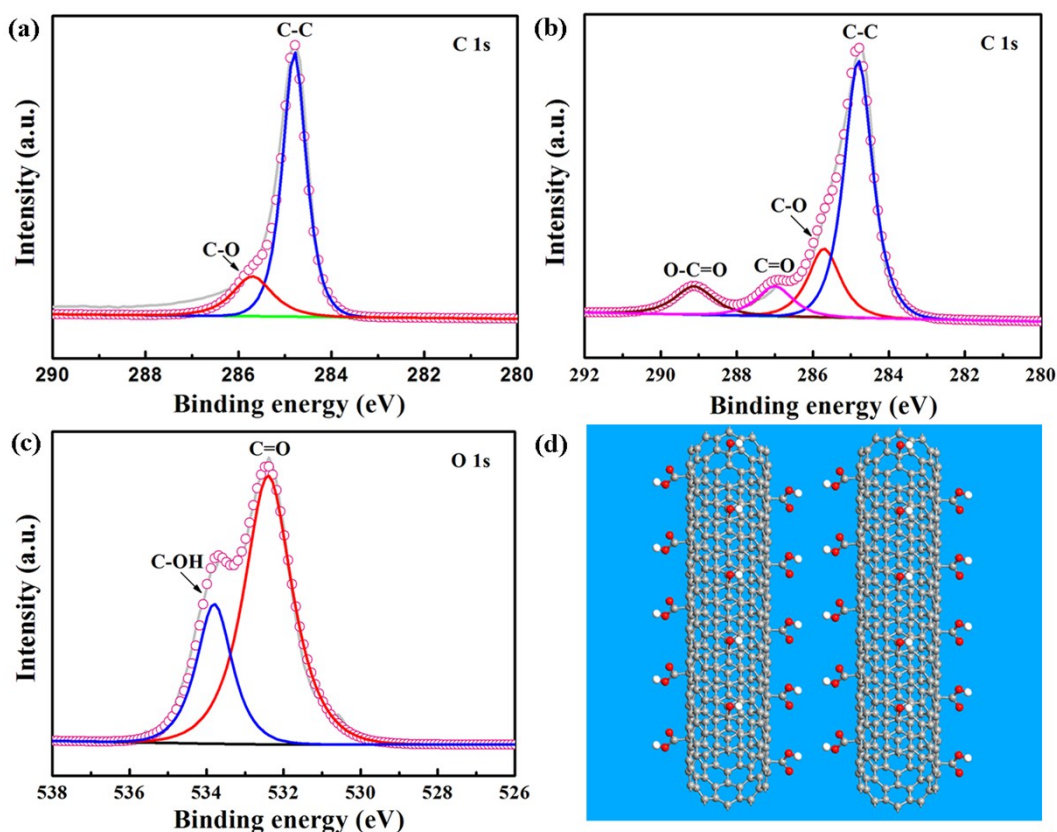 (a)
C-C
C 1s
C-O
Intensity (a.u.)
290 288 286 284 282 280
Binding energy (eV)
(b)
C-C
C 1s
C-O
O-C=O
C=O
Intensity (a.u.)
292 290 288 286 284 282 280
Binding energy (eV)
(c)
C=O
O 1s
C-OH
Intensity (a.u.)
538 536 534 532 530 528 526
Binding energy (eV)
(d)